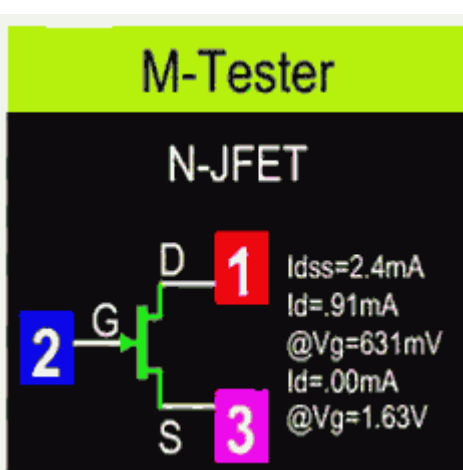 M-Tester
N-JFET
D
1
G
2
S
3
Idss=2.4mA
Id=.91mA
@Vg=631mV
Id=.00mA
@Vg=1.63V